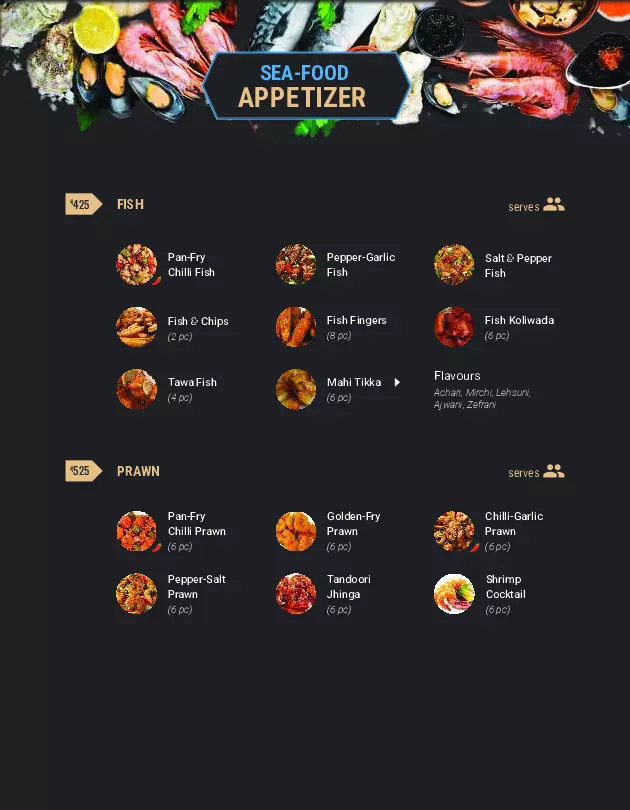 SEA-FOOD
APPETIZER
₹425
FISH
serves
Pan-Fry
Chilli Fish
Pepper-Garlic
Fish
Salt & Pepper
Fish
Fish & Chips
(2 pc)
Fish Fingers
(8 pc)
Fish Koliwada
(6 pc)
Tawa Fish
(4 pc)
Mahi Tikka
(6 pc)
Flavours
Achari, Mirchi, Lehsuni,
Ajwani, Zefrani
₹525
PRAWN
serves
Pan-Fry
Chilli Prawn
(6 pc)
Golden-Fry
Prawn
(6 pc)
Chilli-Garlic
Prawn
(6 pc)
Pepper-Salt
Prawn
(6 pc)
Tandoori
Jhinga
(6 pc)
Shrimp
Cocktail
(6 pc)